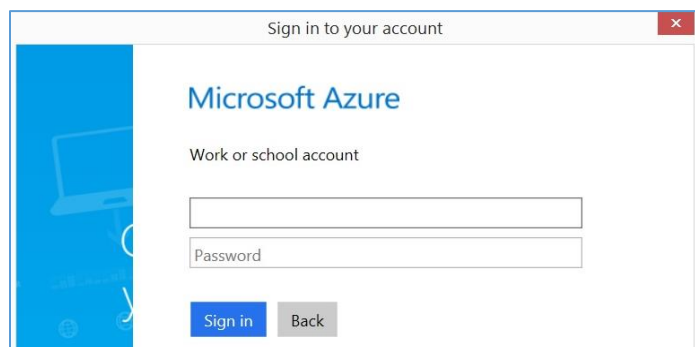 Sign in to your account
Microsoft Azure
Work or school account
Password
Sign in Back